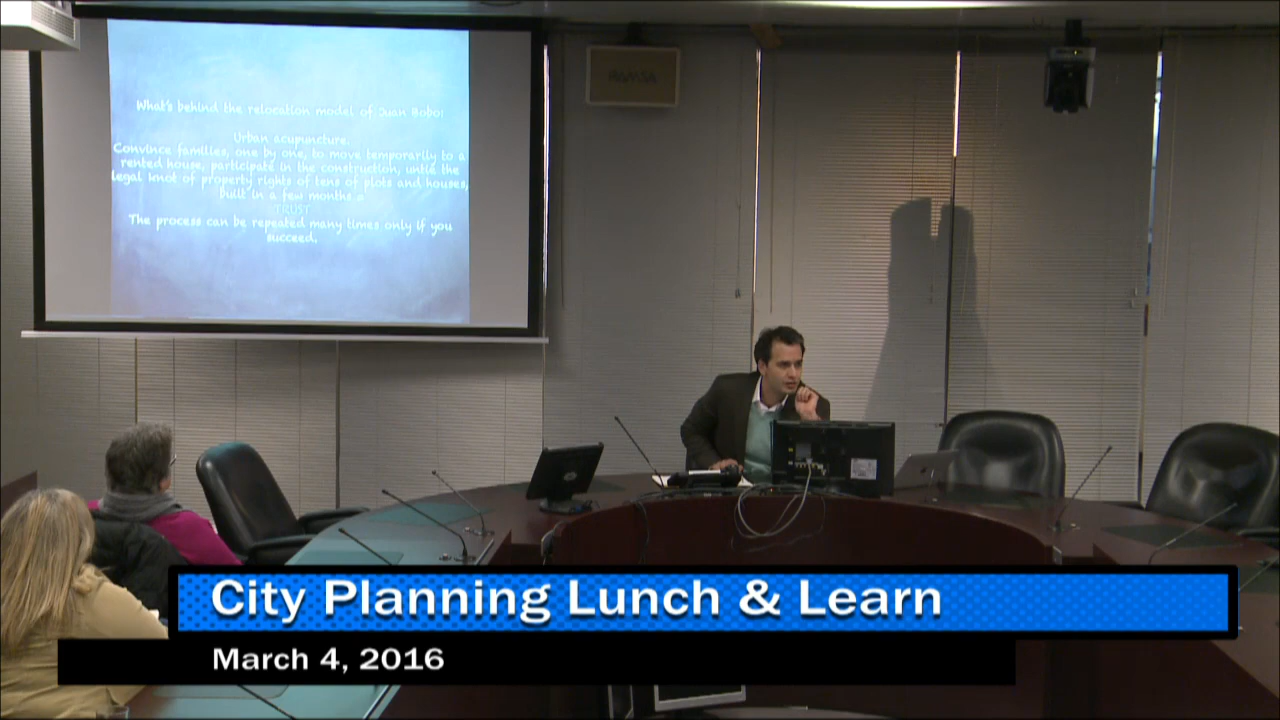 What's behind the relocation model of Juan Bobo:
Urban acupuncture.
Convince families, one by one, to move temporarily to a
rented house, participate in the construction, untie the
legal knot of property rights of tens of plots and houses,
built in a few months.
TRUST
The process can be repeated many times only if you
succeed.
City Planning Lunch & Learn
March 4, 2016